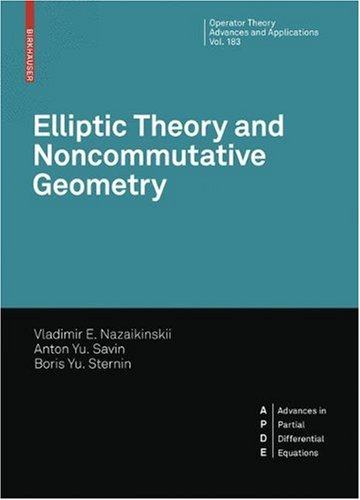 BIRKHAUSER
Operator Theory
Advances and Applications
Vol. 183
Elliptic Theory and
Noncommutative
Geometry
Vladimir E. Nazaikinskii
Anton Yu. Savin
Boris Yu. Sternin
A Advances in
P Partial
D Differential
E Equations